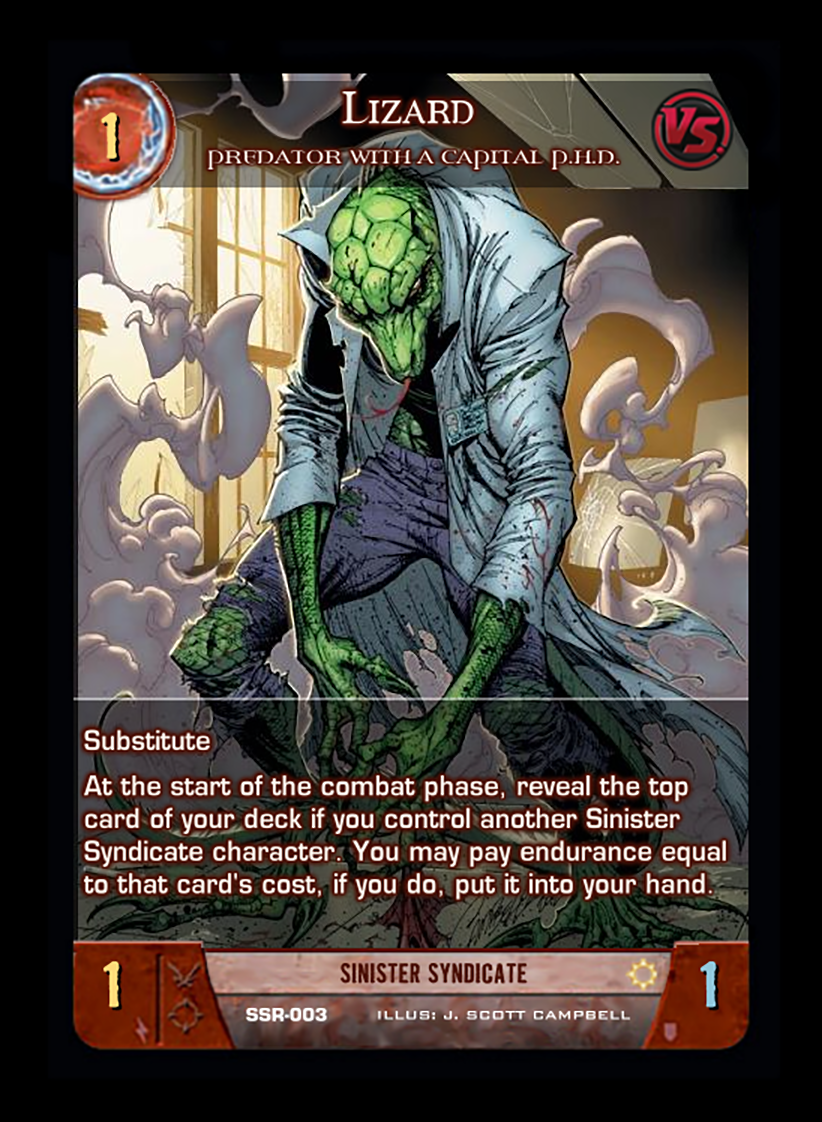 1
LIZARD
VS.
PREDATOR WITH A CAPITAL P.H.D.
Substitute
At the start of the combat phase, reveal the top
card of your deck if you control another Sinister
Syndicate character. You may pay endurance equal
to that card's cost, if you do, put it into your hand.
1
SINISTER SYNDICATE
1
SSR-003
ILLUS: J. SCOTT CAMPBELL